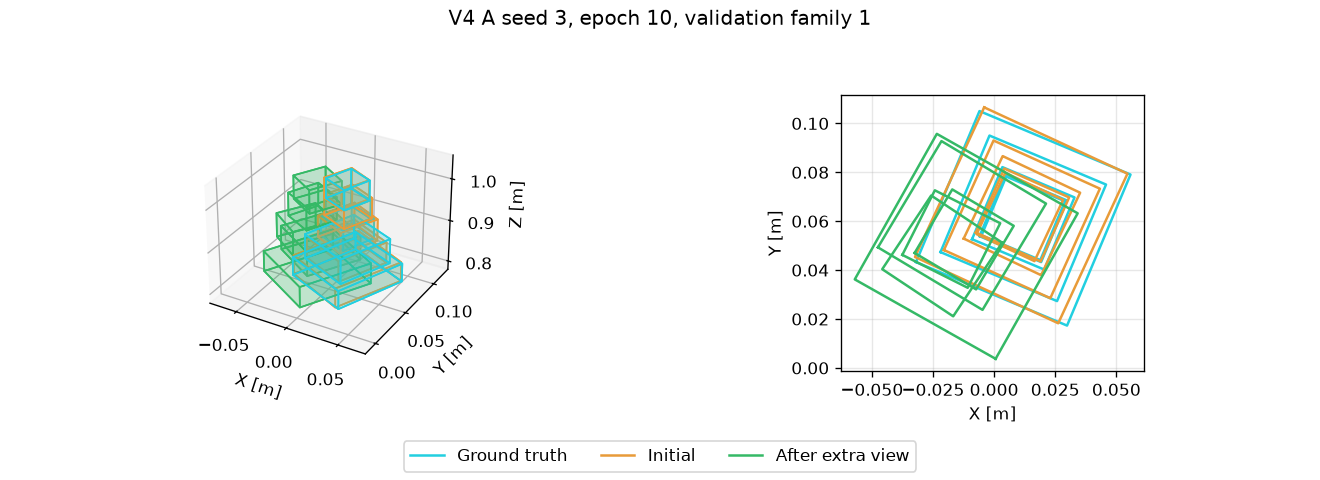 V4 A seed 3, epoch 10, validation family 1
1.0
0.9
0.8
Z [m]
0.10
0.05
0.00
Y [m]
−0.05
0.00
0.05
X [m]
0.10
0.08
0.06
0.04
0.02
0.00
Y [m]
−0.050 −0.025 0.000 0.025 0.050
X [m]
Ground truth Initial After extra view